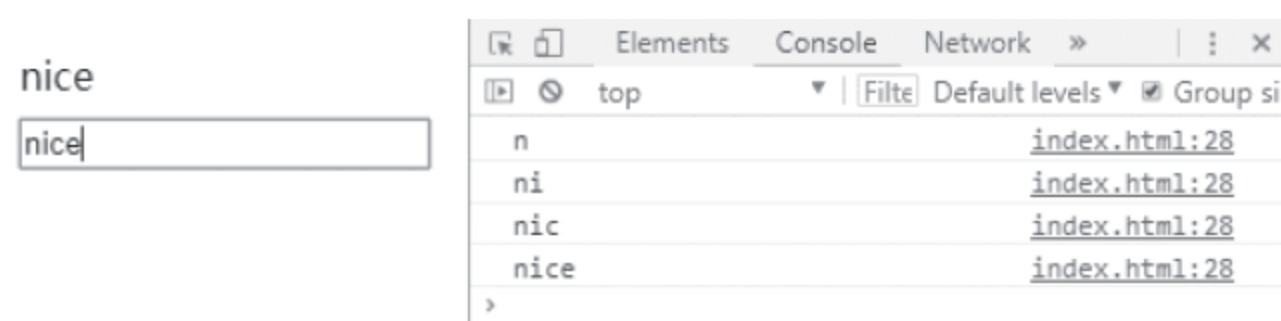 nice
nice
Elements Console Network »
top Filte Default levels Group si
n index.html:28
ni index.html:28
nic index.html:28
nice index.html:28